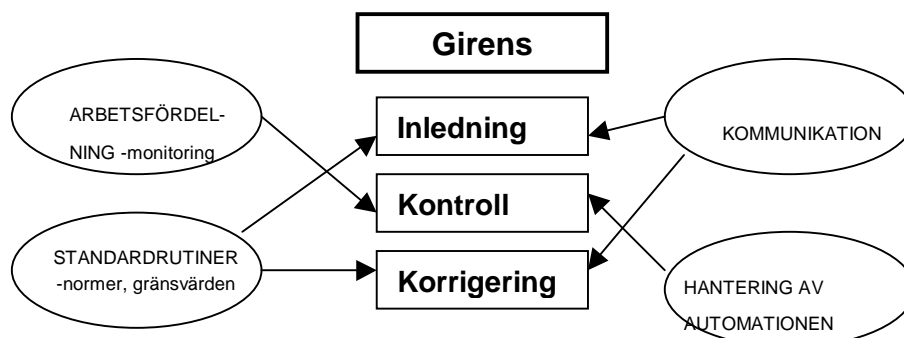 Girens
ARBETSFÖRDEL-
NING -monitoring
STANDARDRUTINER
-normer, gränsvärden
Inledning
Kontroll
Korrigering
KOMMUNIKATION
HANTERING AV
AUTOMATIONEN